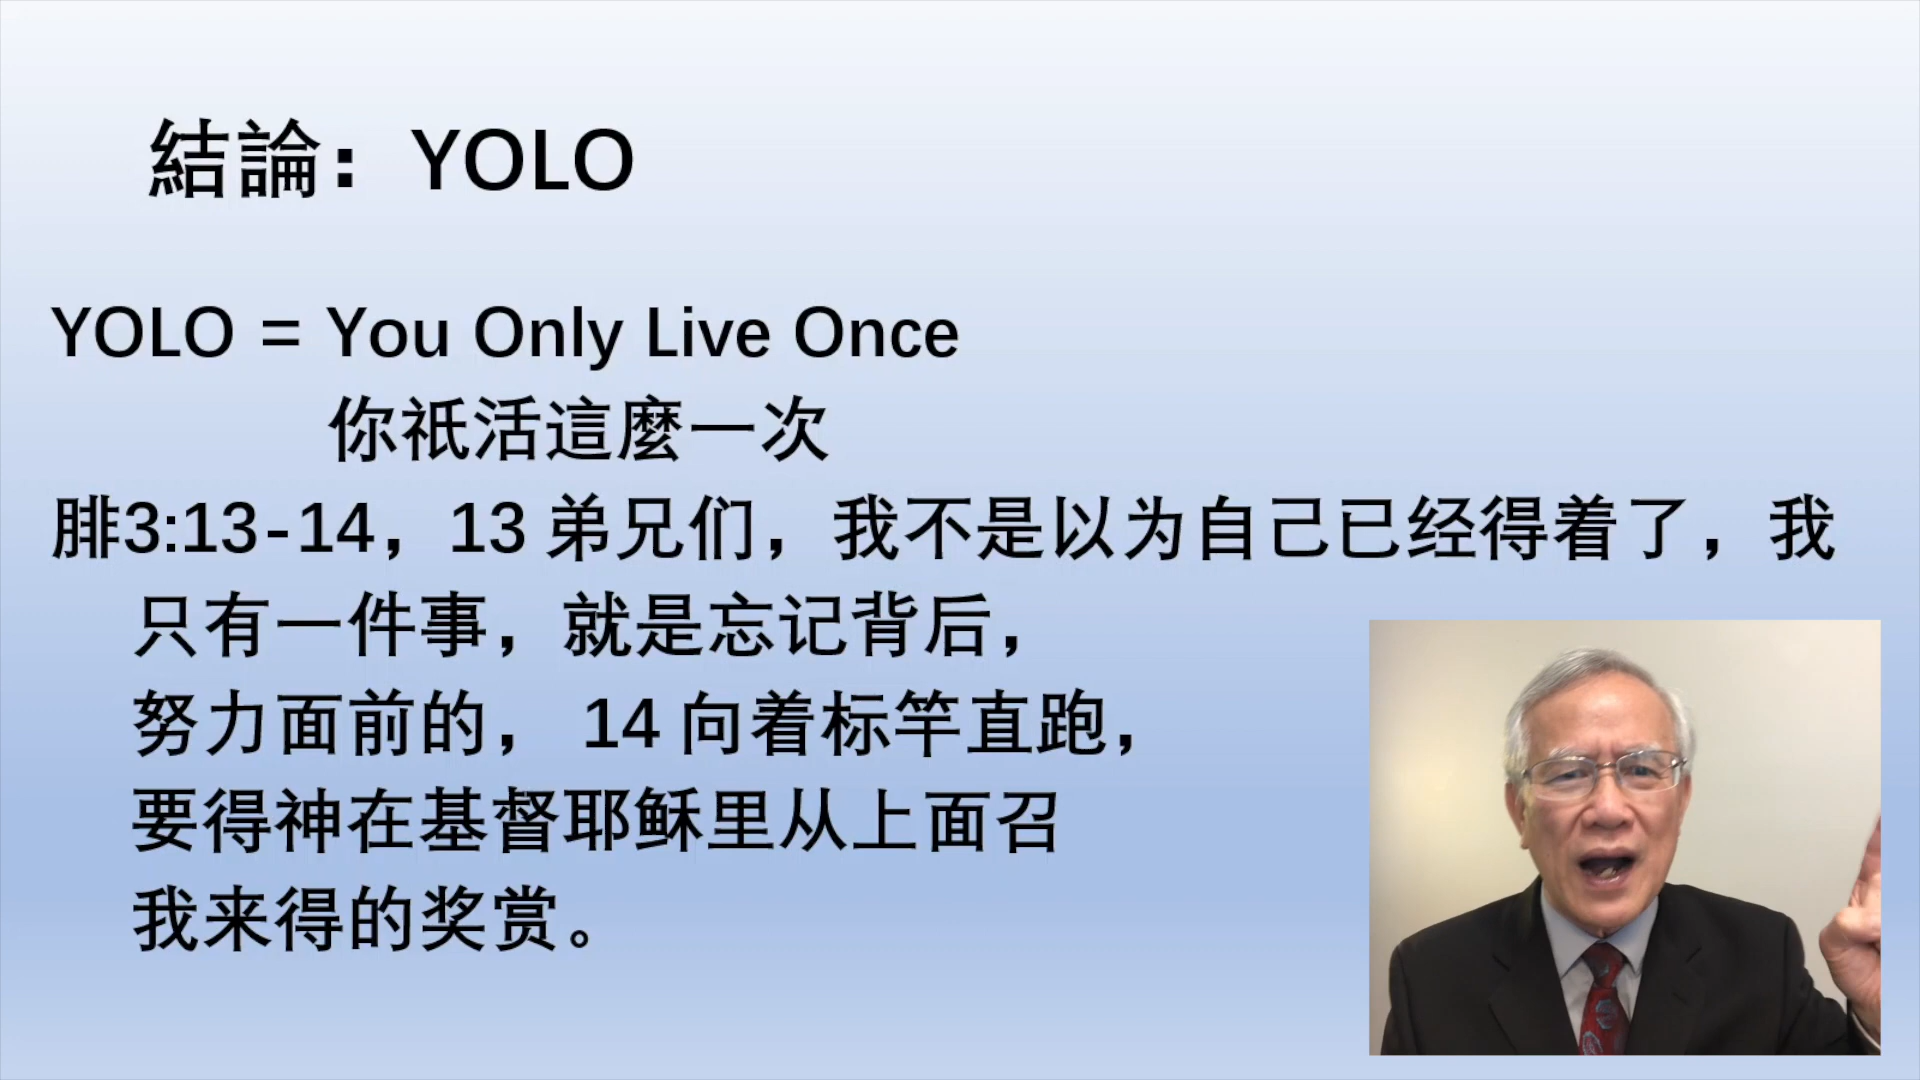 結論：YOLO
YOLO = You Only Live Once
你祇活這麼一次
腓3:13-14，13 弟兄们，我不是以为自己已经得着了，我
只有一件事，就是忘记背后，
努力面前的， 14 向着标竿直跑，
要得神在基督耶稣里从上面召
我来得的奖赏。